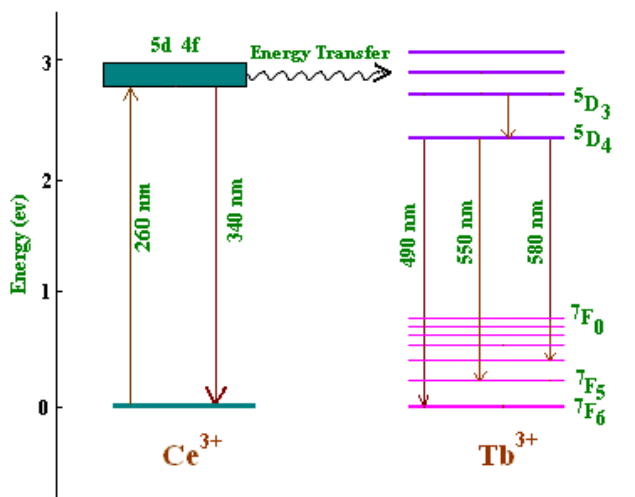 5d 4f
Energy Transfer
3
2
1
0
Energy (ev)
260 nm
340 nm
490 nm
550 nm
580 nm
⁵D₃
⁵D₄
⁷F₀
⁷F₅
⁷F₆
Ce³⁺
Tb³⁺